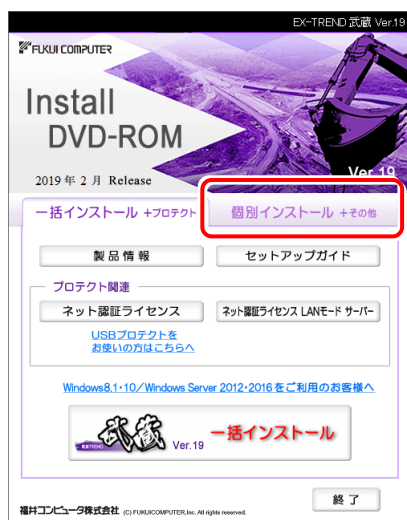 EX-TREND 武蔵 Ver.19
FUKUI COMPUTER
Install
DVD-ROM
Ver.19
2019 年 2 月 Release
一括インストール +プロテクト
個別インストール +その他
製品情報
セットアップガイド
プロテクト関連
ネット認証ライセンス
ネット認証ライセンス LANモード サーバー
USBプロテクトを
お使いの方はこちらへ
Windows8.1・10／Windows Server 2012・2016 をご利用のお客様へ
EX-TREND 武蔵 Ver.19
一括インストール
終了
福井コンピュータ株式会社 (C) FUKUICOMPUTER,Inc. All rights reserved.